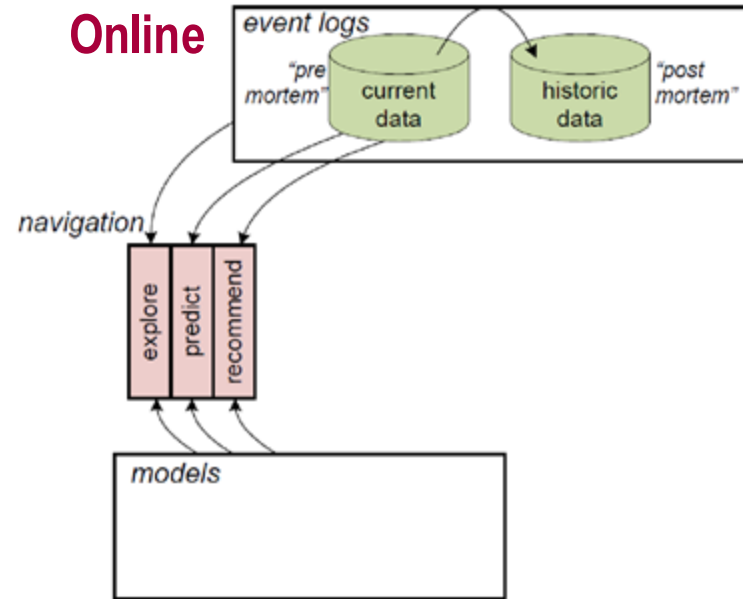 Online
event logs
"pre
mortem"
current
data
historic
data
"post
mortem"
navigation
explore
predict
recommend
models